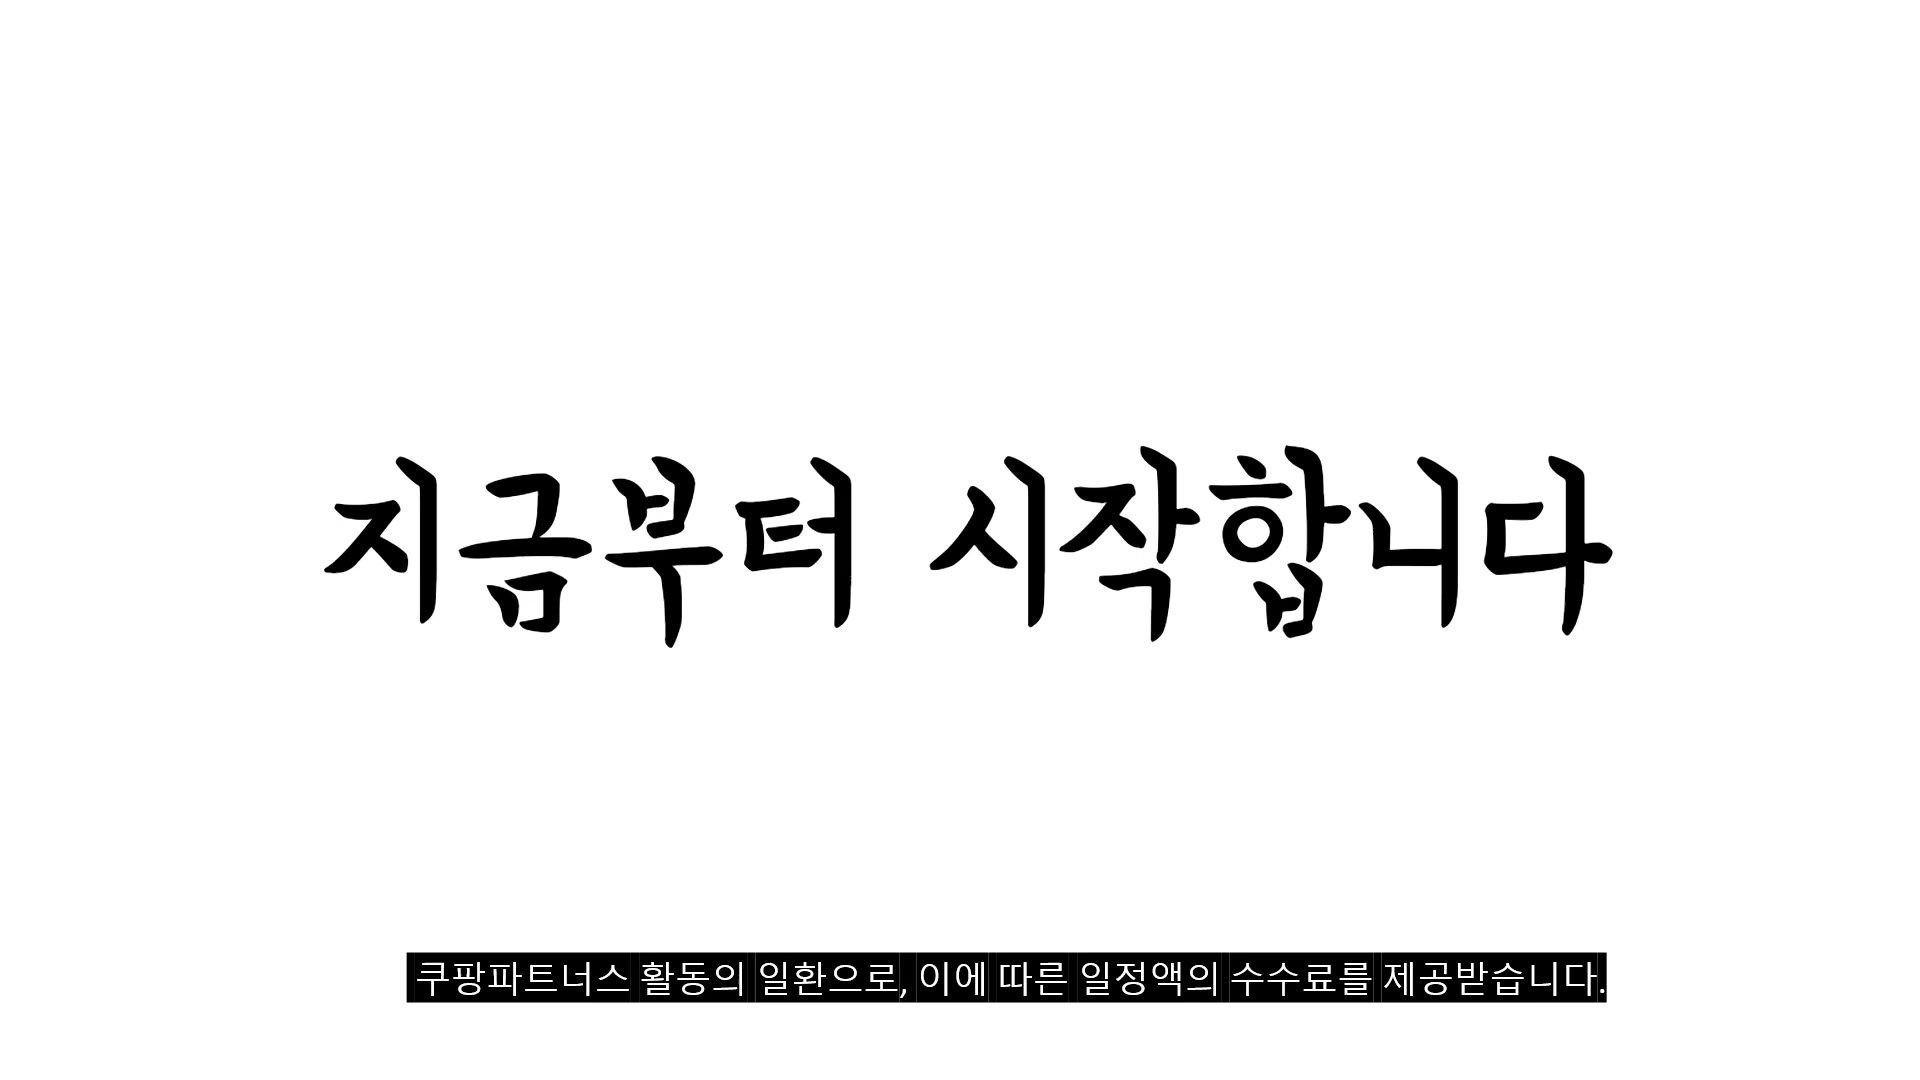 지금부터 시작합니다
쿠팡파트너스 활동의 일환으로, 이에 따른 일정액의 수수료를 제공받습니다.